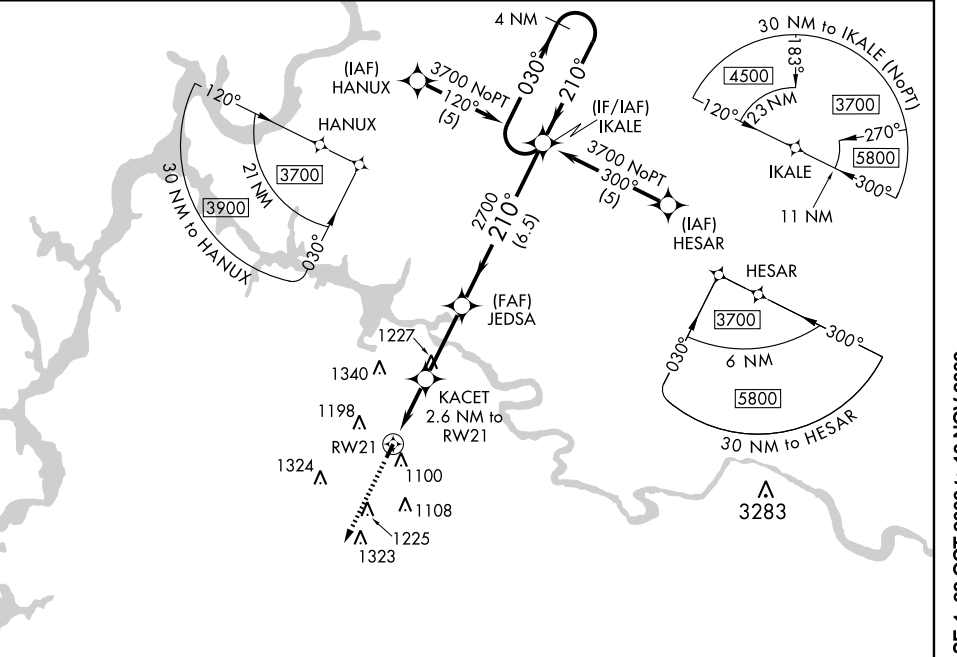 4 NM
030°
210°
(IAF)
HANUX
3700 NoPT
120°
(5)
(IF/IAF)
IKALE
3700 NoPT
300°
(5)
(IAF)
HESAR
2700
210°
(6.5)
(FAF)
JEDSA
1227
1340
KACET
2.6 NM to
RW21
1198
RW21
1324
1100
1108
1225
1323
3283
120°
HANUX
3700
21 NM
3900
30 NM to HANUX
030°
30 NM to IKALE (NoPT)
183°
4500
23 NM
120°
3700
270°
5800
300°
IKALE
11 NM
HESAR
3700
030°
300°
6 NM
5800
30 NM to HESAR